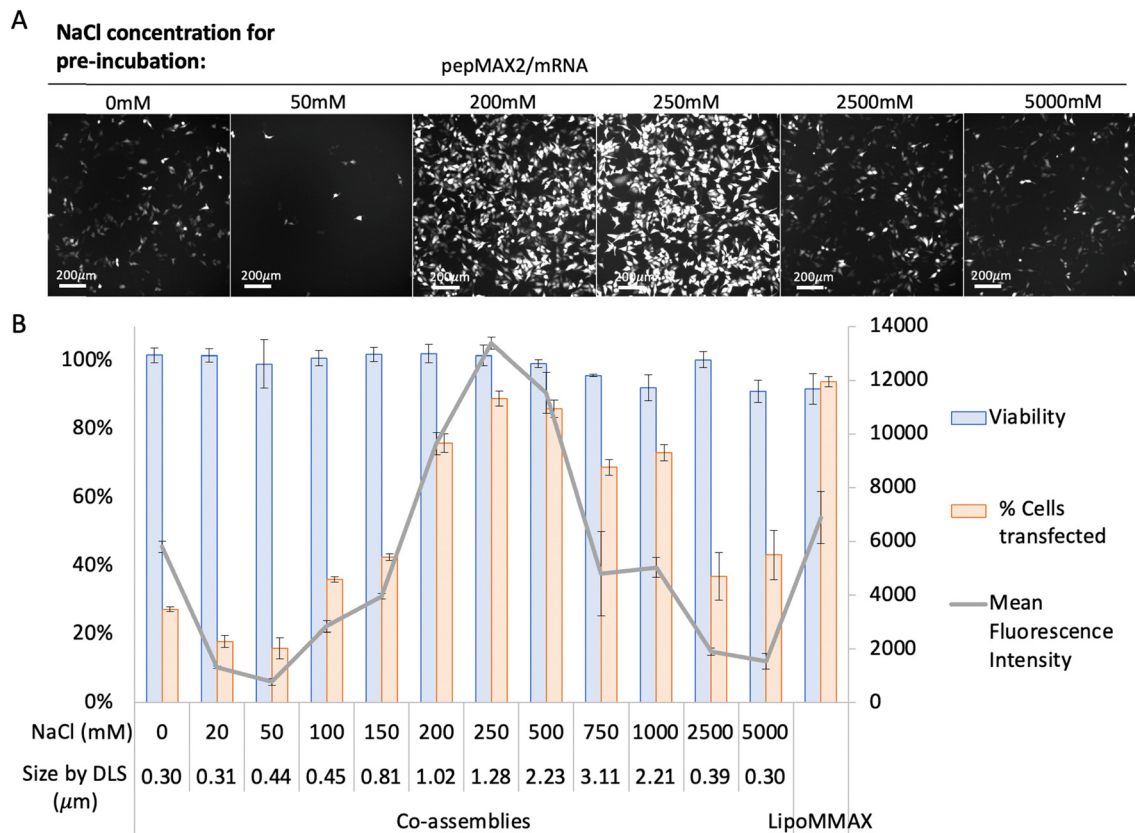 A
NaCl concentration for
pre-incubation:
pepMAX2/mRNA
0mM 50mM 200mM 250mM 2500mM 5000mM
200μm 200μm 200μm 200μm 200μm 200μm
B
14000
100% 12000
10000
80%
Viability
8000
60%
% Cells
transfected
6000
40%
4000
Mean
Fluorescence
Intensity
20%
2000
0% 0
NaCl (mM) 0 20 50 100 150 200 250 500 750 1000 2500 5000
Size by DLS 0.30 0.31 0.44 0.45 0.81 1.02 1.28 2.23 3.11 2.21 0.39 0.30
(μm)
Co-assemblies LipoMMAX